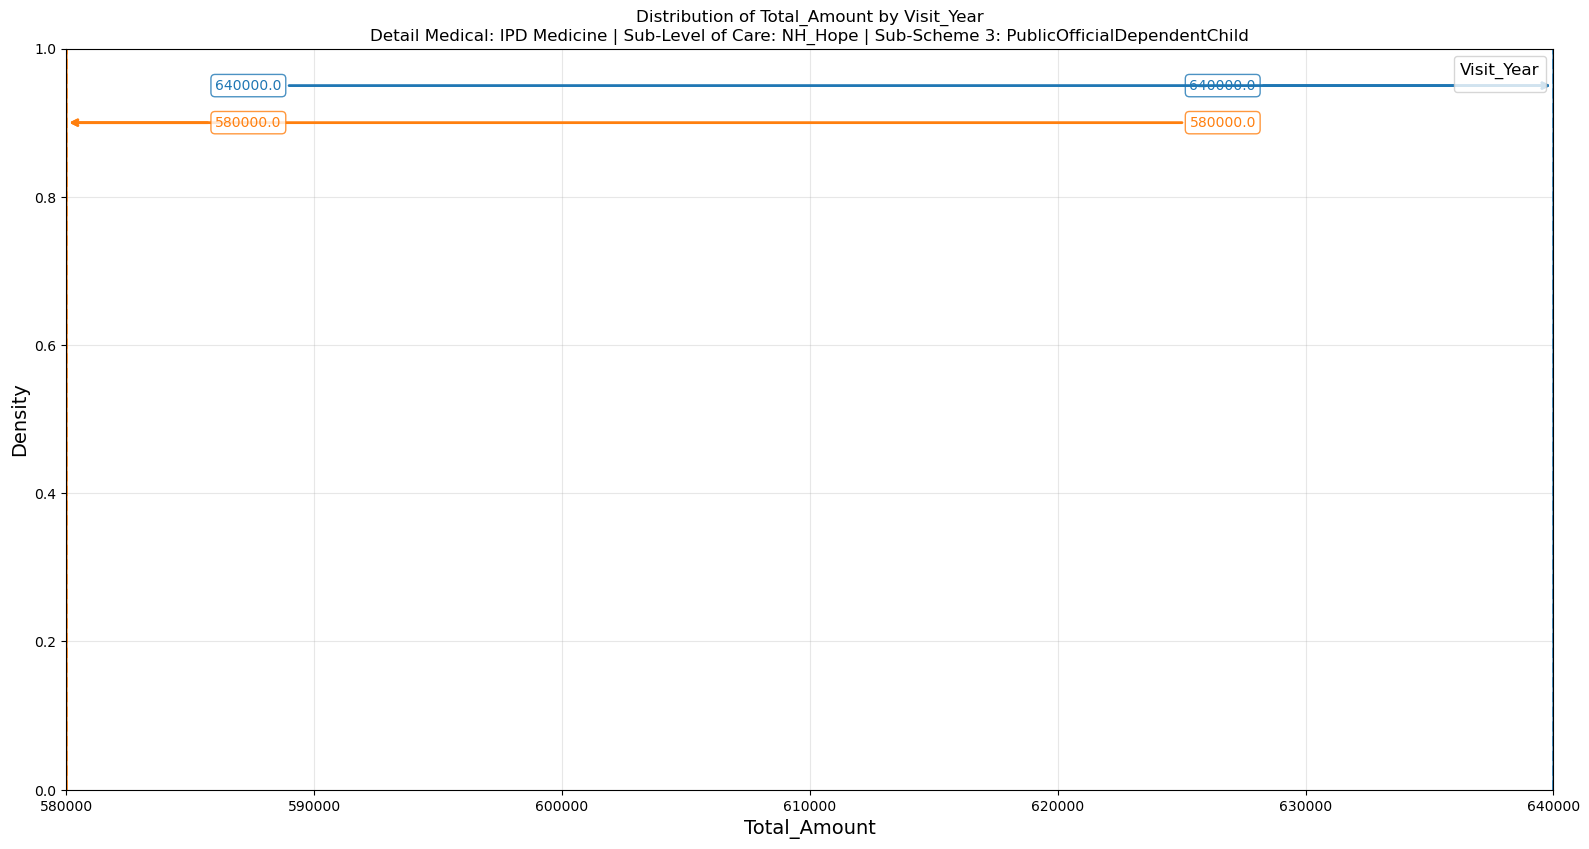 Distribution of Total_Amount by Visit_Year
Detail Medical: IPD Medicine | Sub-Level of Care: NH_Hope | Sub-Scheme 3: PublicOfficialDependentChild
1.0
640000.0 640000.0 Visit_Year
580000.0 580000.0
0.8
0.6
Density
0.4
0.2
0.0
580000 590000 600000 610000 620000 630000 640000
Total_Amount